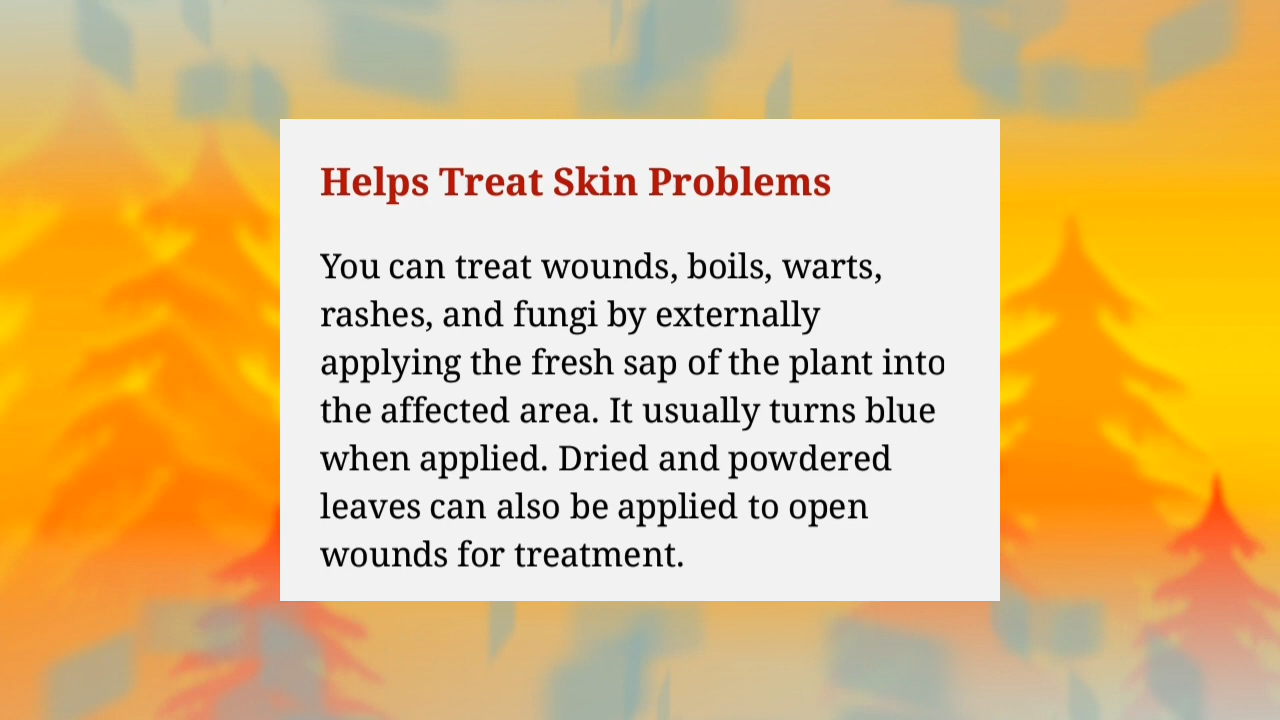 Helps Treat Skin Problems
You can treat wounds, boils, warts,
rashes, and fungi by externally
applying the fresh sap of the plant into
the affected area. It usually turns blue
when applied. Dried and powdered
leaves can also be applied to open
wounds for treatment.